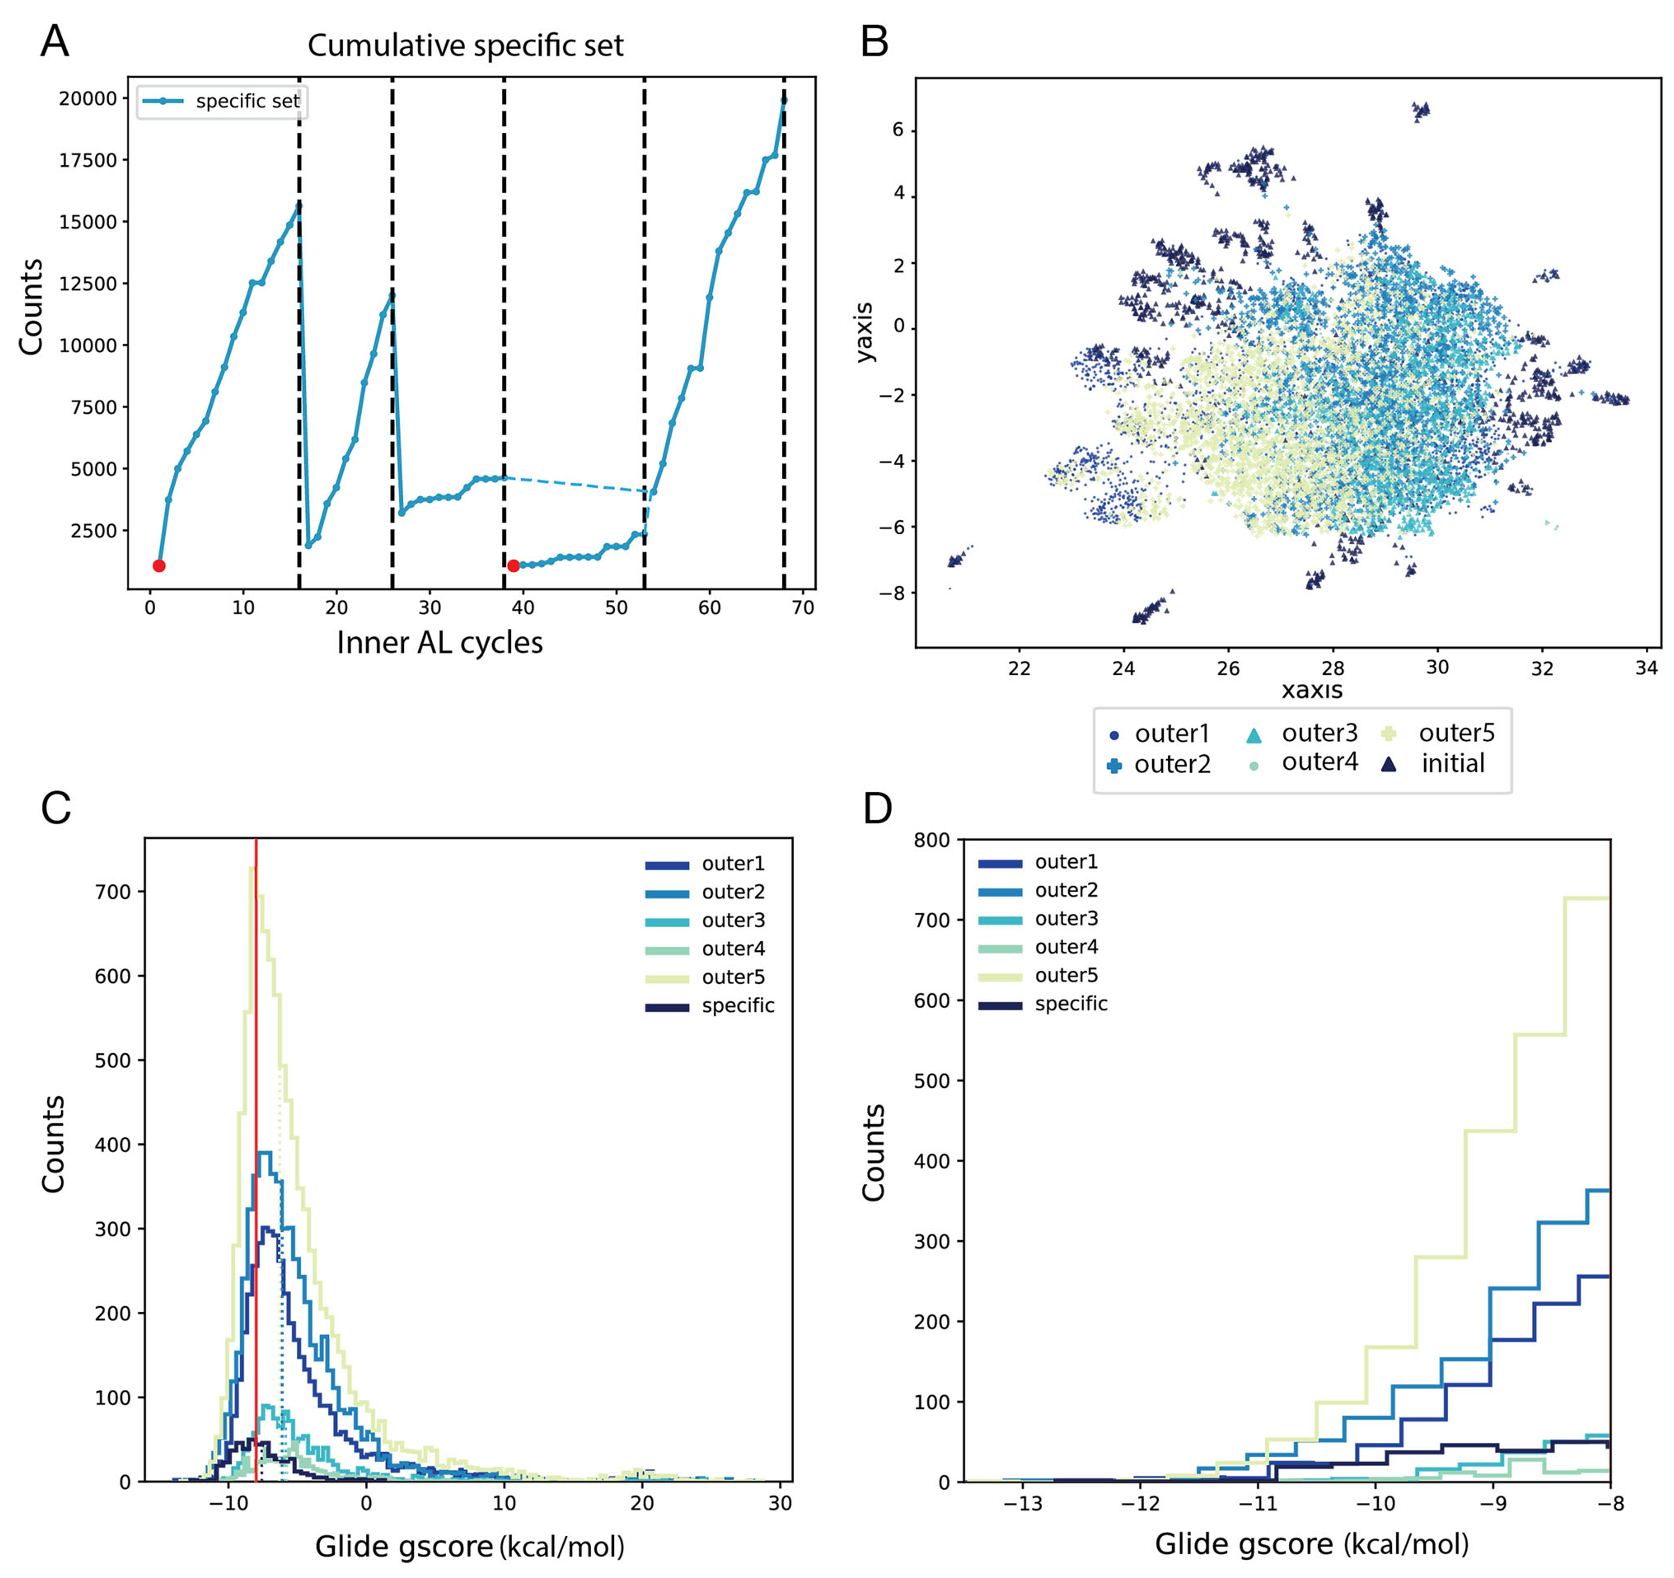 A
Cumulative specific set
specific set
20000
17500
15000
12500
10000
7500
5000
2500
Counts
0 10 20 30 40 50 60 70
Inner AL cycles
B
6
4
2
0
−2
−4
−6
−8
yaxis
22 24 26 28 30 32 34
xaxis
outer1 outer3 outer5
outer2 outer4 initial
C
outer1
outer2
outer3
outer4
outer5
specific
700
600
500
400
300
200
100
0
Counts
−10 0 10 20 30
Glide gscore (kcal/mol)
D
outer1
outer2
outer3
outer4
outer5
specific
800
700
600
500
400
300
200
100
0
Counts
−13 −12 −11 −10 −9 −8
Glide gscore (kcal/mol)